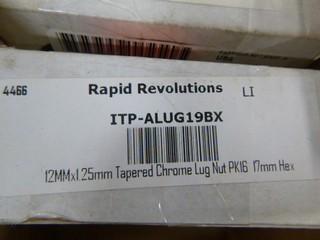 4466
Rapid Revolutions LI
ITP-ALUG19BX
12MMx1.25mm Tapered Chrome Lug Nut PK16 17mm Hex